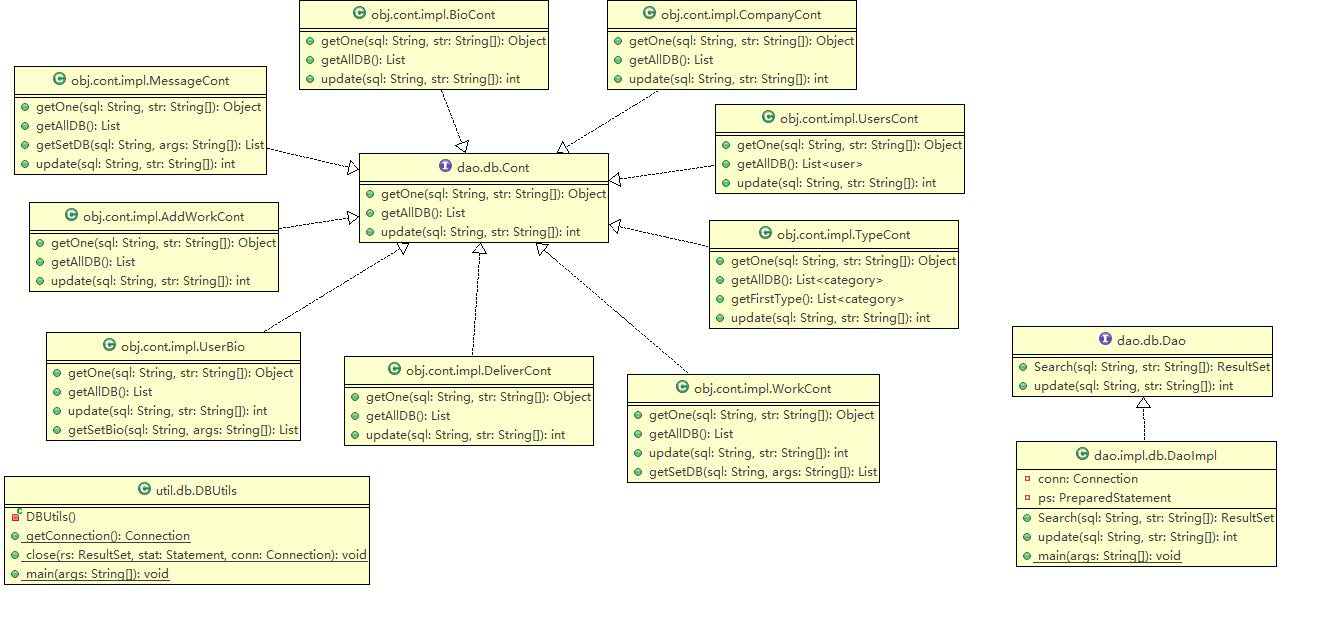 obj.cont.impl.BioCont
getOne(sql: String, str: String[]): Object
getAllDB(): List
update(sql: String, str: String[]): int
obj.cont.impl.CompanyCont
getOne(sql: String, str: String[]): Object
getAllDB(): List
update(sql: String, str: String[]): int
obj.cont.impl.MessageCont
getOne(sql: String, str: String[]): Object
getAllDB(): List
getSetDB(sql: String, args: String[]): List
update(sql: String, str: String[]): int
obj.cont.impl.UsersCont
getOne(sql: String, str: String[]): Object
getAllDB(): List<user>
update(sql: String, str: String[]): int
dao.db.Cont
getOne(sql: String, str: String[]): Object
getAllDB(): List
update(sql: String, str: String[]): int
obj.cont.impl.AddWorkCont
getOne(sql: String, str: String[]): Object
getAllDB(): List
update(sql: String, str: String[]): int
obj.cont.impl.TypeCont
getOne(sql: String, str: String[]): Object
getAllDB(): List<category>
getFirstType(): List<category>
update(sql: String, str: String[]): int
obj.cont.impl.UserBio
getOne(sql: String, str: String[]): Object
getAllDB(): List
update(sql: String, str: String[]): int
getSetBio(sql: String, args: String[]): List
obj.cont.impl.DeliverCont
getOne(sql: String, str: String[]): Object
getAllDB(): List
update(sql: String, str: String[]): int
obj.cont.impl.WorkCont
getOne(sql: String, str: String[]): Object
getAllDB(): List
update(sql: String, str: String[]): int
getSetDB(sql: String, args: String[]): List
dao.db.Dao
Search(sql: String, str: String[]): ResultSet
update(sql: String, str: String[]): int
dao.impl.db.DaoImpl
conn: Connection
ps: PreparedStatement
Search(sql: String, str: String[]): ResultSet
update(sql: String, str: String[]): int
main(args: String[]): void
util.db.DBUtils
DBUtils()
getConnection(): Connection
close(rs: ResultSet, stat: Statement, conn: Connection): void
main(args: String[]): void